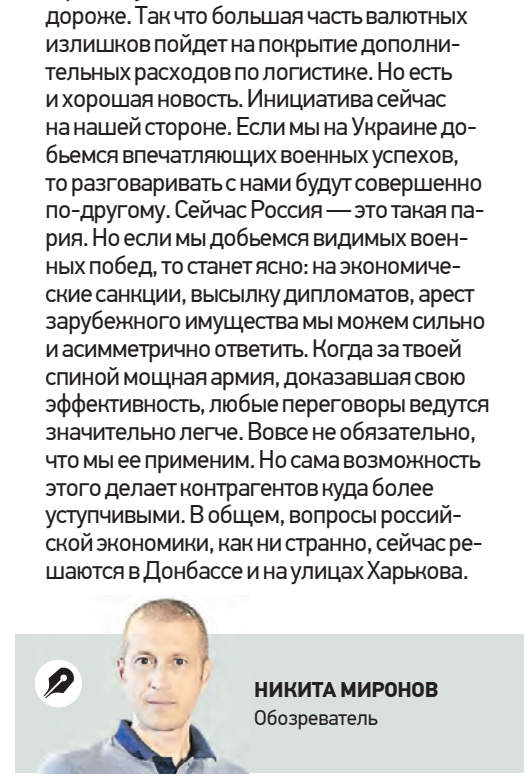 дороже. Так что большая часть валютных
излишков пойдет на покрытие дополни-
тельных расходов по логистике. Но есть
и хорошая новость. Инициатива сейчас
на нашей стороне. Если мы на Украине до-
бьемся впечатляющих военных успехов,
то разговаривать с нами будут совершенно
по-другому. Сейчас Россия — это такая па-
рия. Но если мы добьемся видимых воен-
ных побед, то станет ясно: на экономиче-
ские санкции, высылку дипломатов, арест
зарубежного имущества мы можем сильно
и асимметрично ответить. Когда за твоей
спиной мощная армия, доказавшая свою
эффективность, любые переговоры ведутся
значительно легче. Вовсе не обязательно,
что мы ее применим. Но сама возможность
этого делает контрагентов куда более
уступчивыми. В общем, вопросы россий-
ской экономики, как ни странно, сейчас ре-
шаются в Донбассе и на улицах Харькова.
НИКИТА МИРОНОВ
Обозреватель